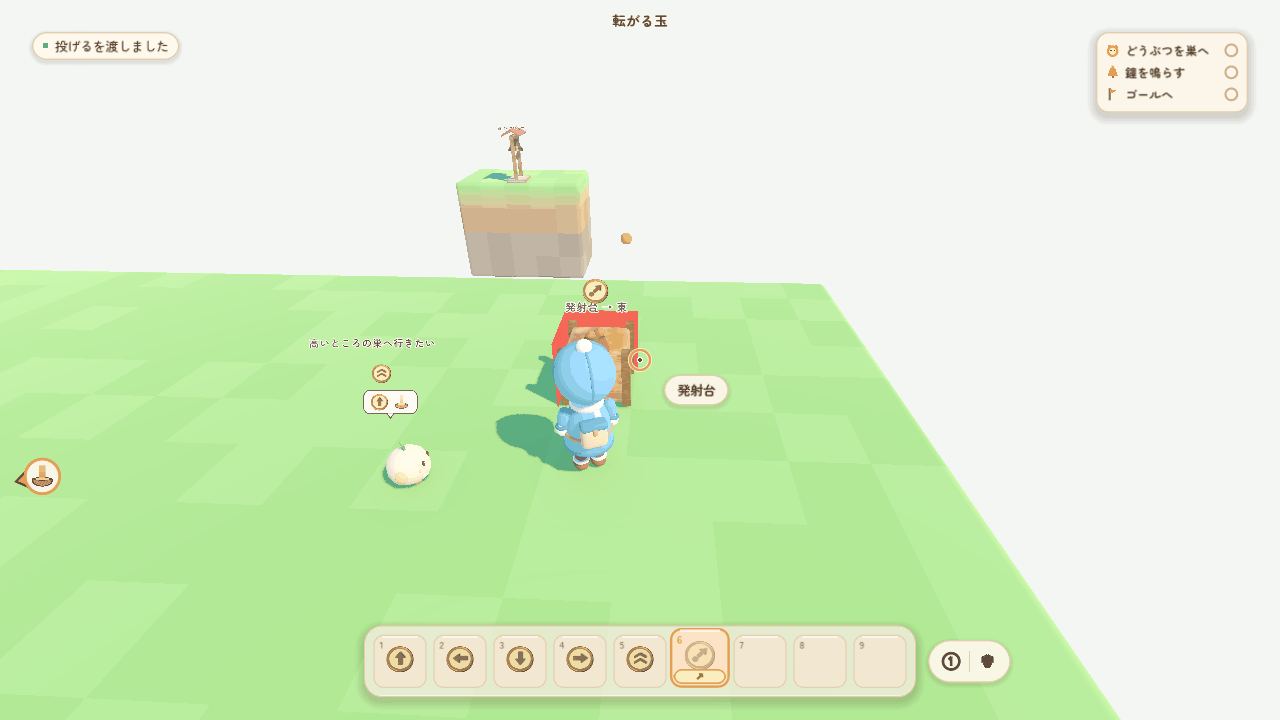 転がる玉
投げるを渡しました
どうぶつを巣へ
鐘を鳴らす
ゴールへ
発射台 ・東
高いところの巣へ行きたい
発射台
1 2 3 4 5 6 7 8 9
1